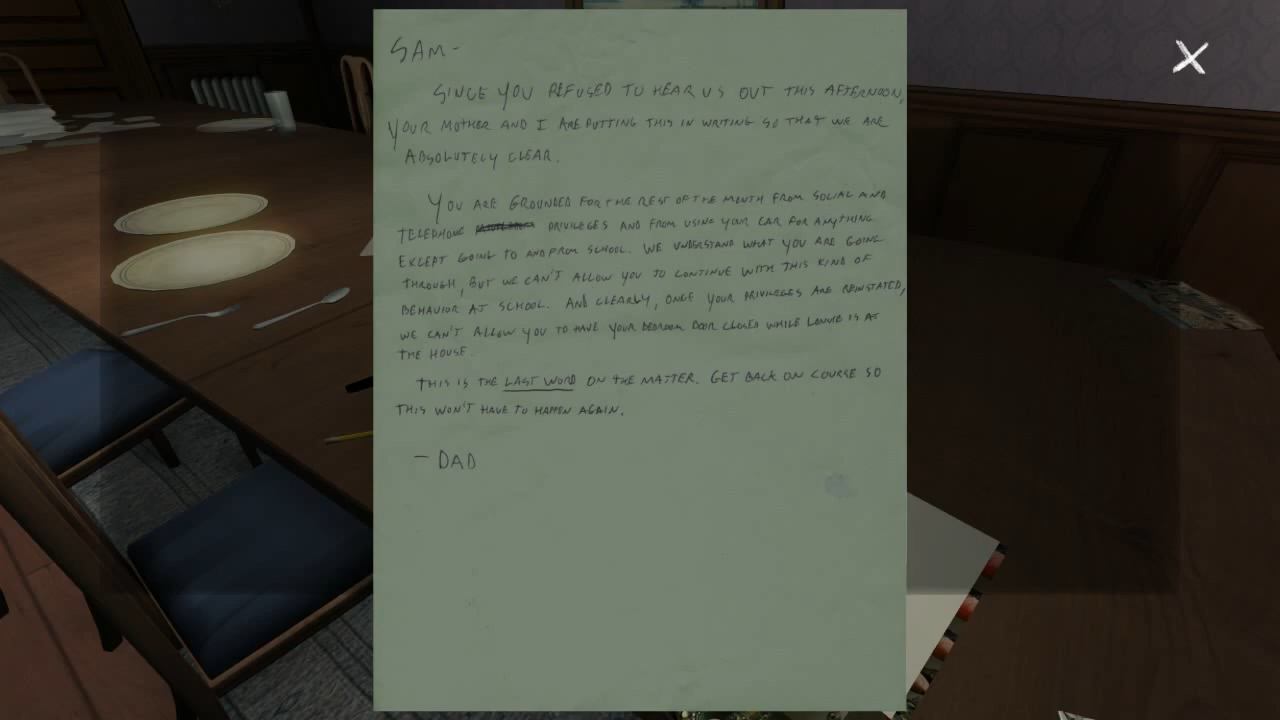 SAM-
SINCE YOU REFUSED TO HEAR US OUT THIS AFTERNOON,
YOUR MOTHER AND I ARE PUTTING THIS IN WRITING SO THAT WE ARE
ABSOLUTELY CLEAR.
YOU ARE GROUNDED FOR THE REST OF THE MONTH FROM SOCIAL AND
TELEPHONE PRIVILEGES AND FROM USING YOUR CAR FOR ANYTHING
EXCEPT GOING TO AND FROM SCHOOL. WE UNDERSTAND WHAT YOU ARE GOING
THROUGH, BUT WE CAN'T ALLOW YOU TO CONTINUE WITH THIS KIND OF
BEHAVIOR AT SCHOOL. AND CLEARLY, ONCE YOUR PRIVILEGES ARE REINSTATED,
WE CAN'T ALLOW YOU TO HAVE YOUR BEDROOM DOOR CLOSED WHILE LONNIE IS AT
THE HOUSE.
THIS IS THE LAST WORD ON THE MATTER. GET BACK ON COURSE SO
THIS WON'T HAVE TO HAPPEN AGAIN.
- DAD